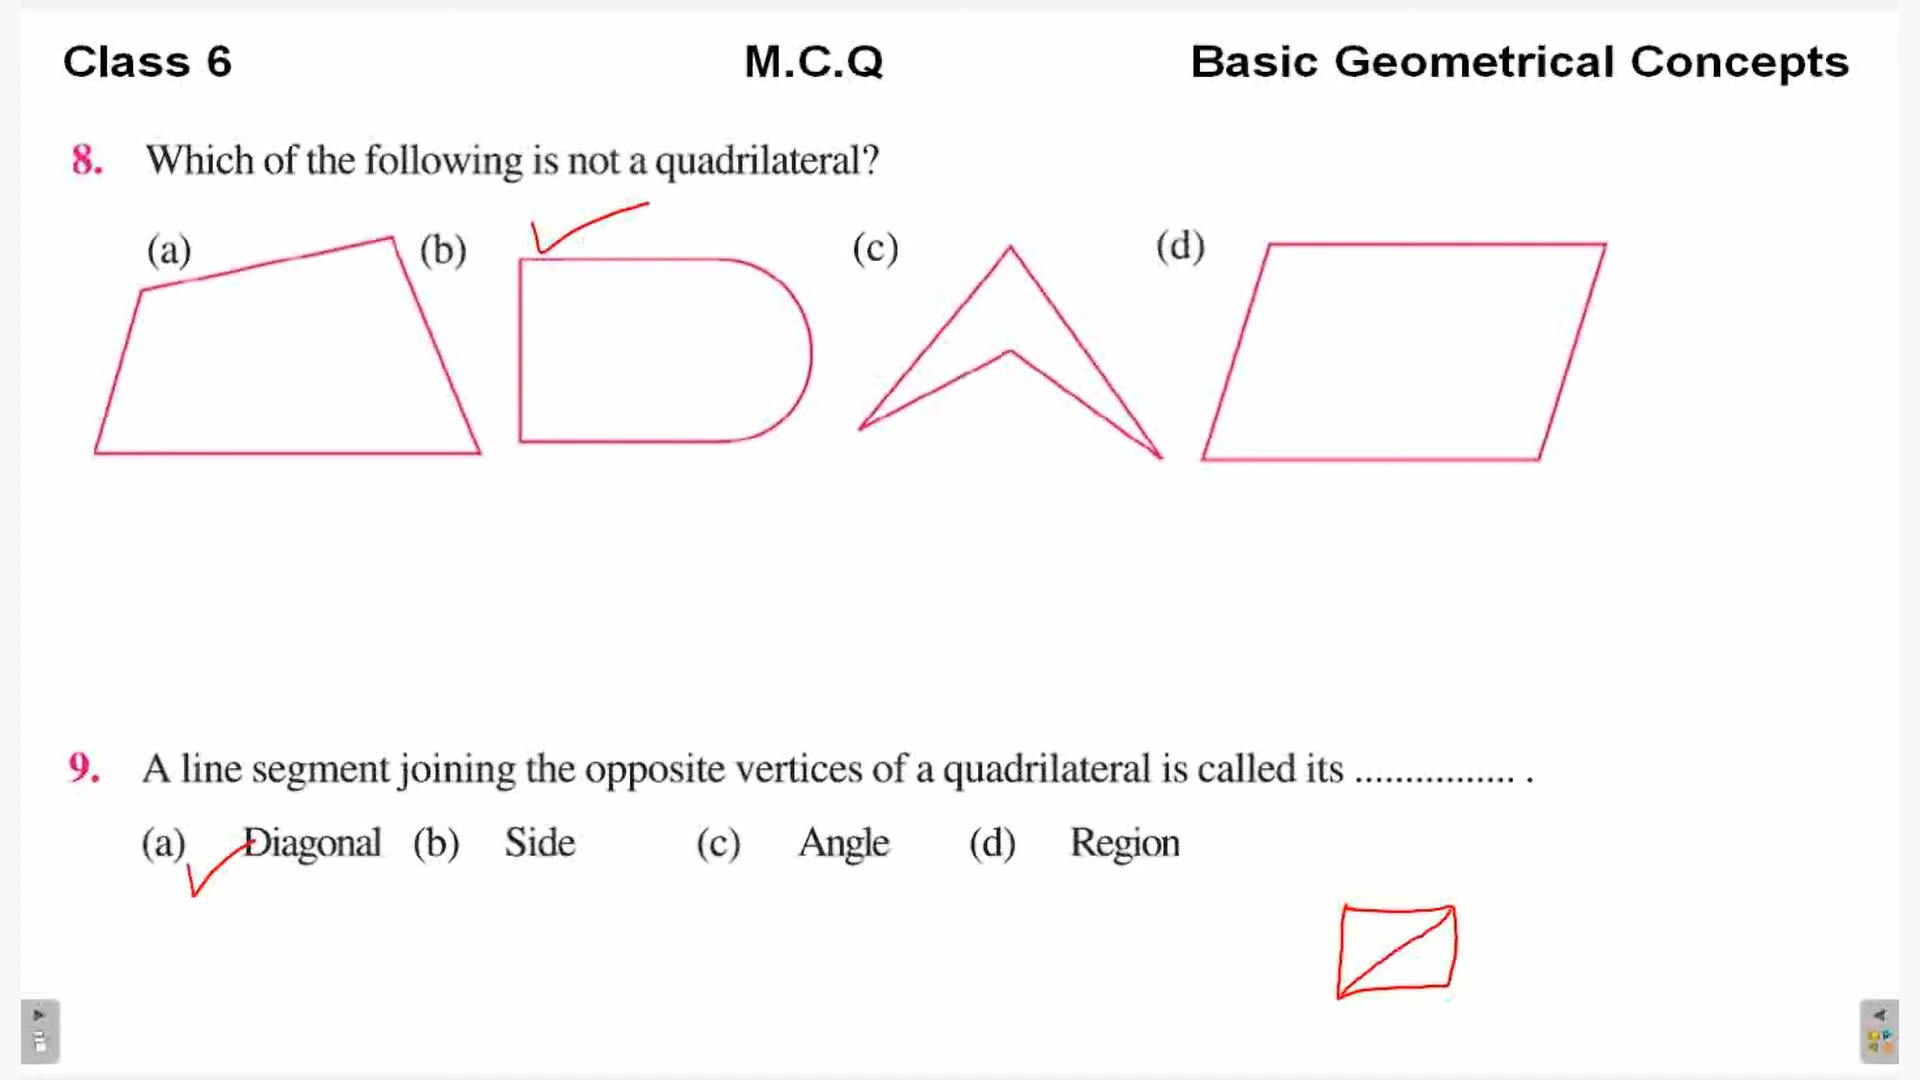 Class 6 M.C.Q Basic Geometrical Concepts
8. Which of the following is not a quadrilateral?
(a) (b) (c) (d)
9. A line segment joining the opposite vertices of a quadrilateral is called its ................ .
(a) Diagonal (b) Side (c) Angle (d) Region